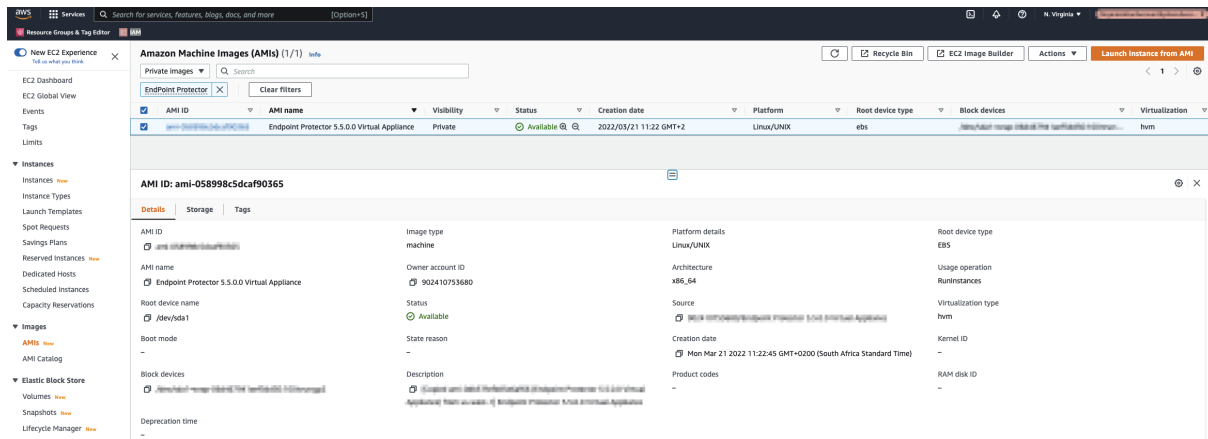 aws
Services
Search for services, features, blogs, docs, and more
[Option+S]
N. Virginia
Resource Groups & Tag Editor
IAM
New EC2 Experience
Tell us what you think
EC2 Dashboard
EC2 Global View
Events
Tags
Limits
Instances
Instances New
Instance Types
Launch Templates
Spot Requests
Savings Plans
Reserved Instances New
Dedicated Hosts
Scheduled Instances
Capacity Reservations
Images
AMIs New
AMI Catalog
Elastic Block Store
Volumes New
Snapshots New
Lifecycle Manager New
Amazon Machine Images (AMIs) (1/1) Info
Recycle Bin
EC2 Image Builder
Actions
Launch instance from AMI
Private images
Search
1
EndPoint Protector
Clear filters
AMI ID AMI name Visibility Status Creation date Platform Root device type Block devices Virtualization
Endpoint Protector 5.5.0.0 Virtual Appliance Private Available 2022/03/21 11:22 GMT+2 Linux/UNIX ebs hvm
AMI ID: ami-058998c5dcaf90365
Details Storage Tags
AMI ID Image type Platform details Root device type
machine Linux/UNIX EBS
AMI name Owner account ID Architecture Usage operation
Endpoint Protector 5.5.0.0 Virtual Appliance 902410753680 x86_64 RunInstances
Root device name Status Source Virtualization type
/dev/sda1 Available hvm
Boot mode State reason Creation date Kernel ID
– – Mon Mar 21 2022 11:22:45 GMT+0200 (South Africa Standard Time) –
Block devices Description Product codes RAM disk ID
– –
Deprecation time
–